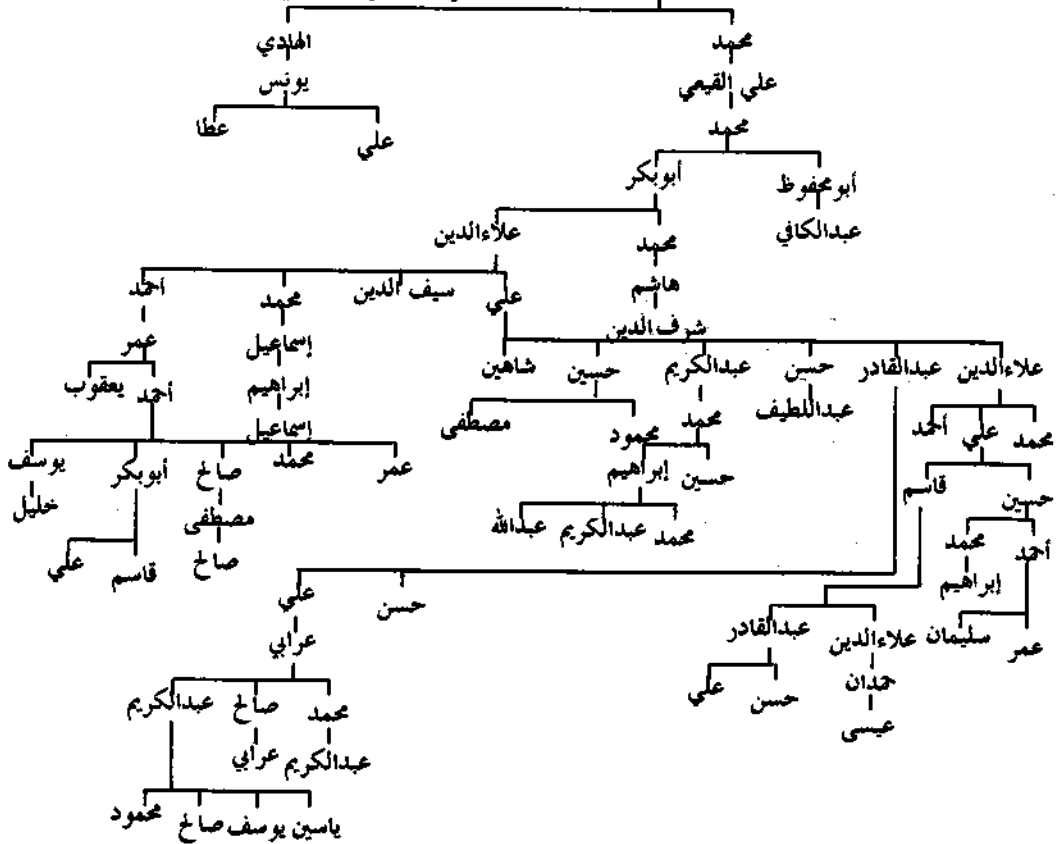 محمد الهادي
علي القيعي يونس
محمد علي عطا
أبو محفوظ أبوبكر
عبدالكافي محمد علاءالدين
هاشم علي سيف الدين محمد أحمد
شرف الدين إسماعيل عمر
علاءالدين عبدالقادر حسن عبدالكريم حسين شاهين إبراهيم أحمد يعقوب
محمد علي أحمد عبداللطيف محمد محمود مصطفى إسماعيل
عمر محمد صالح أبوبكر يوسف
حسين قاسم حسين إبراهيم مصطفى خليل
أحمد محمد محمد عبدالكريم عبدالله صالح قاسم علي
إبراهيم حسن علي
عمر سليمان علاءالدين عبدالقادر عرابي
حمدان حسن علي محمد صالح عبدالكريم
عيسى عبدالكريم عرابي
ياسين يوسف صالح محمود